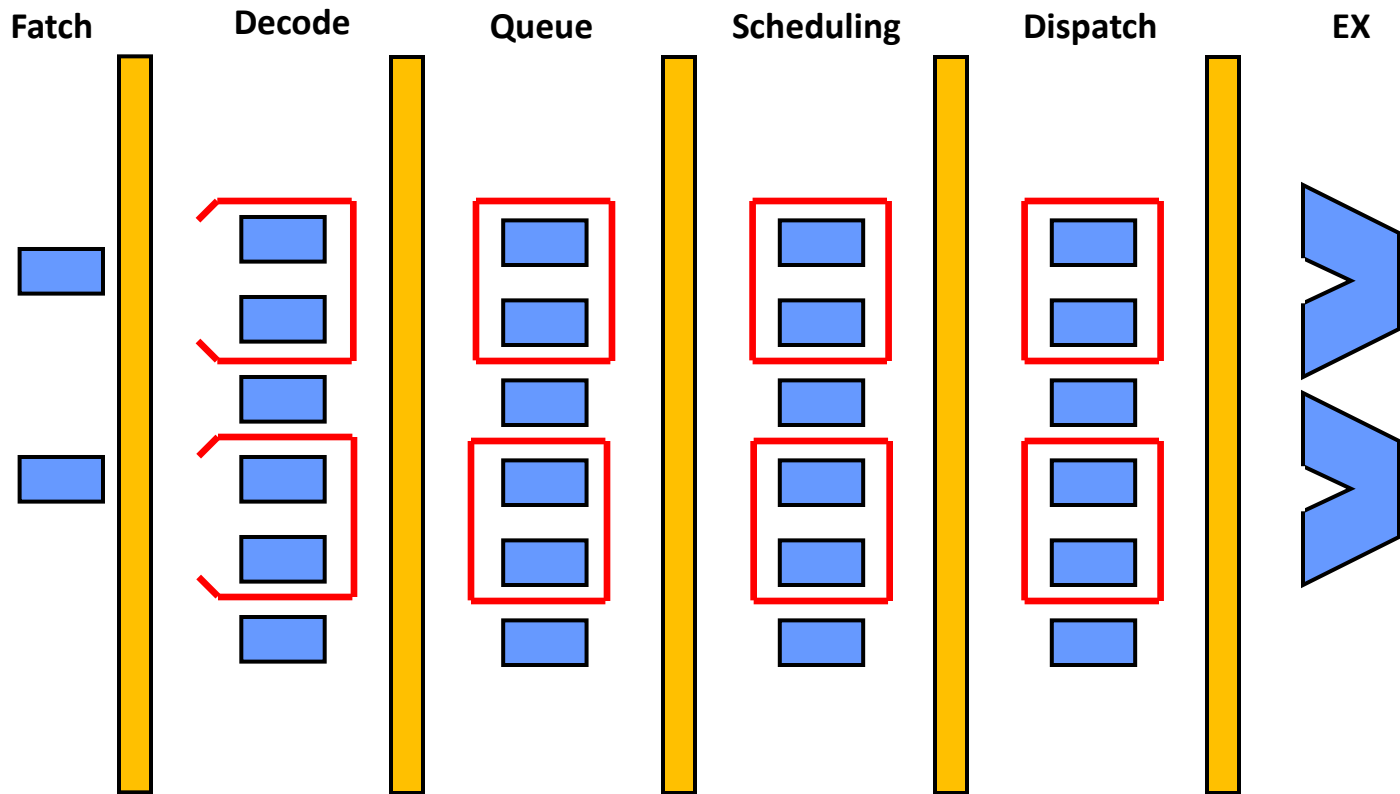 Fatch
Decode
Queue
Scheduling
Dispatch
EX